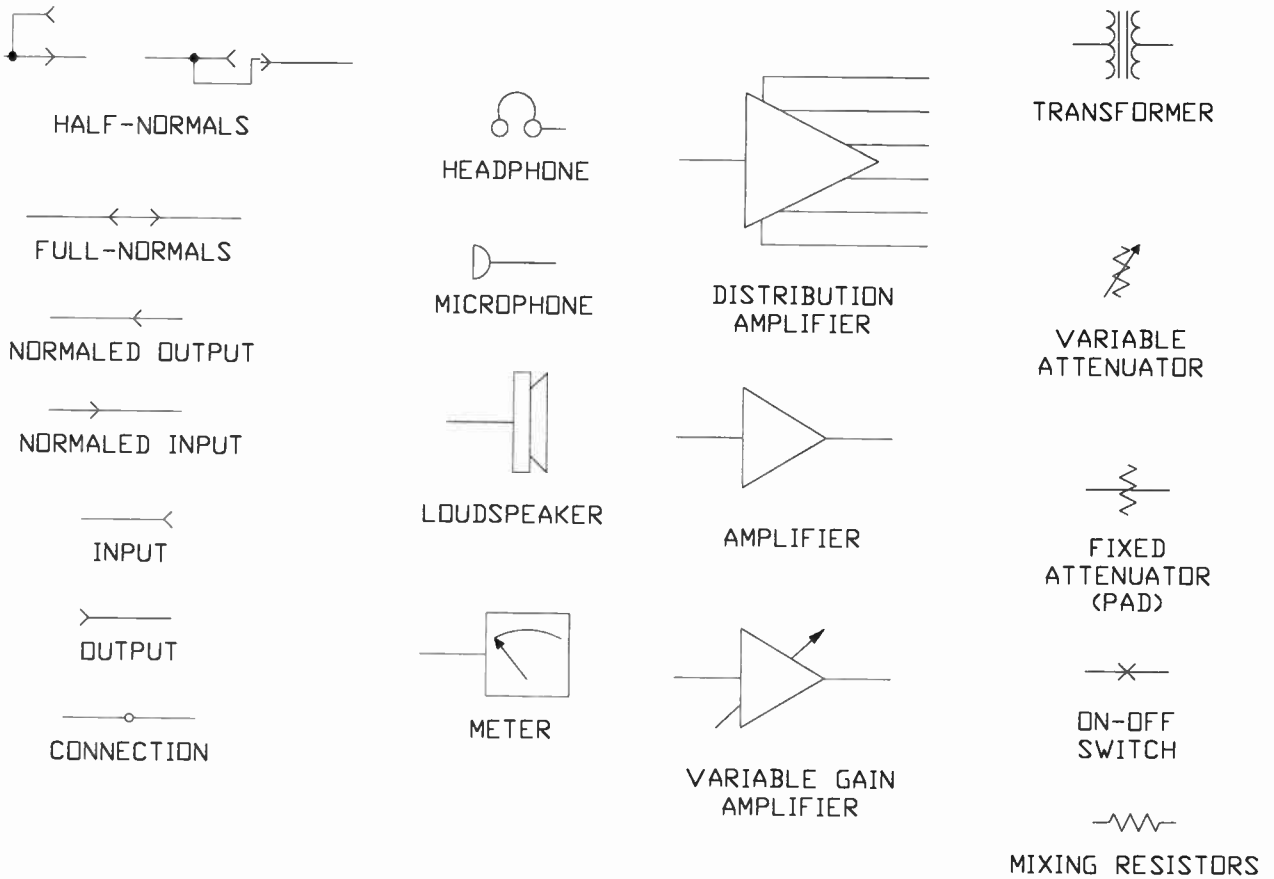 HALF-NORMALS
FULL-NORMALS
NORMALED OUTPUT
NORMALED INPUT
INPUT
OUTPUT
CONNECTION
HEADPHONE
MICROPHONE
LOUDSPEAKER
METER
DISTRIBUTION
AMPLIFIER
AMPLIFIER
VARIABLE GAIN
AMPLIFIER
TRANSFORMER
VARIABLE
ATTENUATOR
FIXED
ATTENUATOR
(PAD)
ON-OFF
SWITCH
MIXING RESISTORS